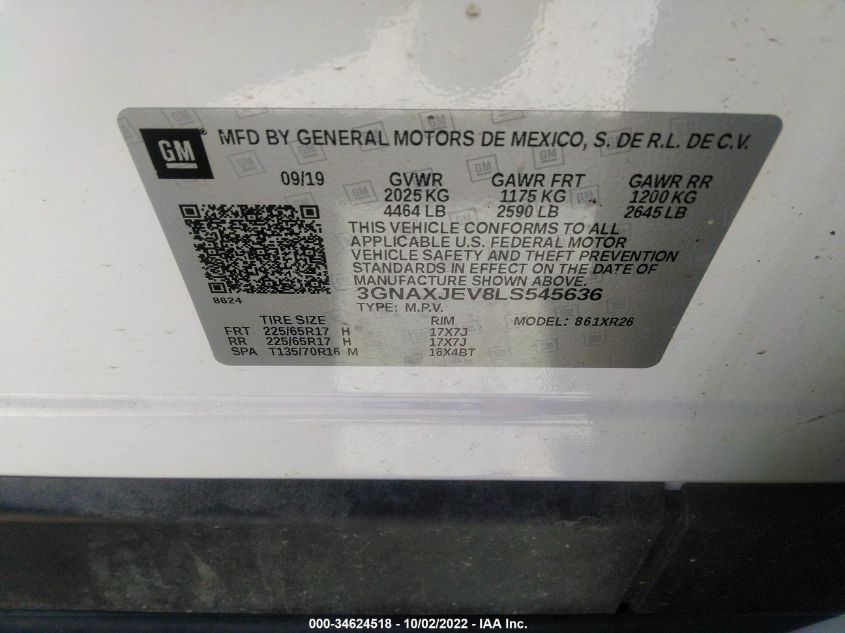 GM ® MFD BY GENERAL MOTORS DE MEXICO, S. DE R.L. DE C.V.
09/19 GVWR GAWR FRT GAWR RR
2025 KG 1175 KG 1200 KG
4464 LB 2590 LB 2645 LB
THIS VEHICLE CONFORMS TO ALL
APPLICABLE U.S. FEDERAL MOTOR
VEHICLE SAFETY AND THEFT PREVENTION
STANDARDS IN EFFECT ON THE DATE OF
MANUFACTURE SHOWN ABOVE.
8624 3GNAXJEV8LS545636
TYPE: M.P.V.
TIRE SIZE RIM MODEL: 861XR26
FRT 225/65R17 H 17X7J
RR 225/65R17 H 17X7J
SPA T135/70R16 M 16X4BT
000-34624518 - 10/02/2022 - IAA Inc.